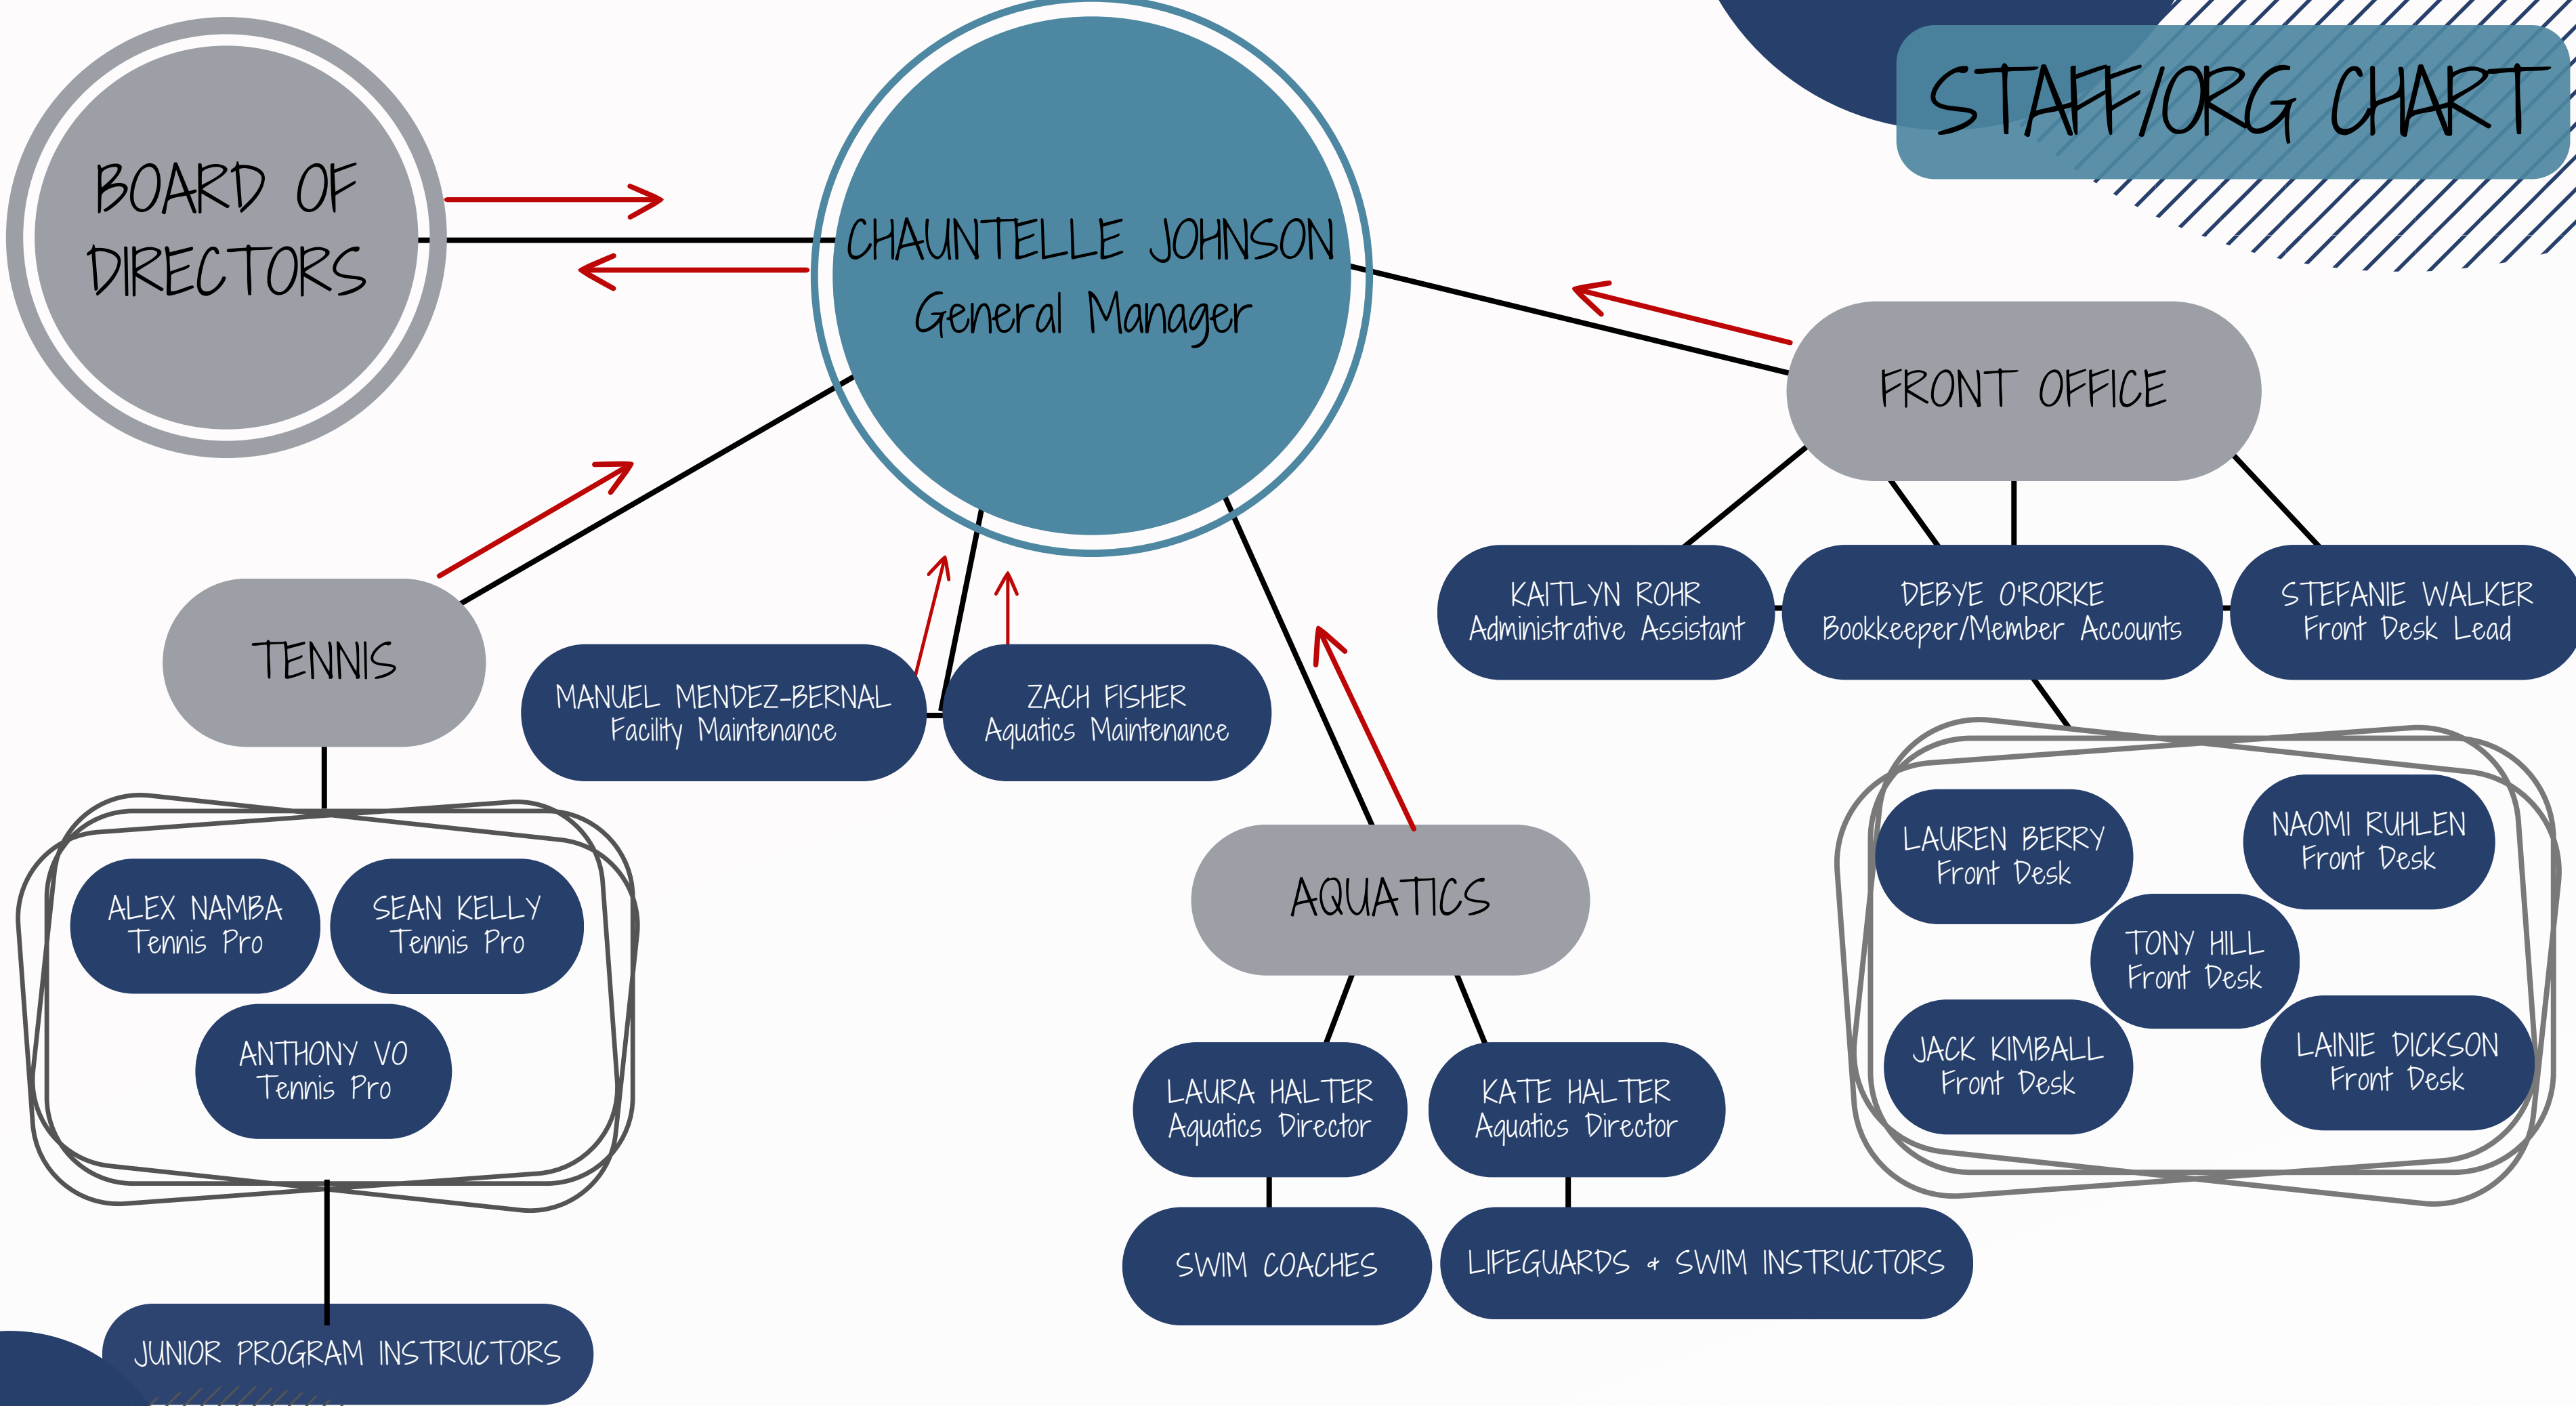 STAFF/ORG CHART
BOARD OF
DIRECTORS
CHAUNTELLE JOHNSON
General Manager
FRONT OFFICE
KAITLYN ROHR
Administrative Assistant
DEBYE O'RORKE
Bookkeeper/Member Accounts
STEFANIE WALKER
Front Desk Lead
TENNIS
MANUEL MENDEZ-BERNAL
Facility Maintenance
ZACH FISHER
Aquatics Maintenance
LAUREN BERRY
Front Desk
NAOMI RUHLEN
Front Desk
TONY HILL
Front Desk
JACK KIMBALL
Front Desk
LAINIE DICKSON
Front Desk
ALEX NAMBA
Tennis Pro
SEAN KELLY
Tennis Pro
ANTHONY VO
Tennis Pro
AQUATICS
LAURA HALTER
Aquatics Director
KATE HALTER
Aquatics Director
SWIM COACHES
LIFEGUARDS & SWIM INSTRUCTORS
JUNIOR PROGRAM INSTRUCTORS